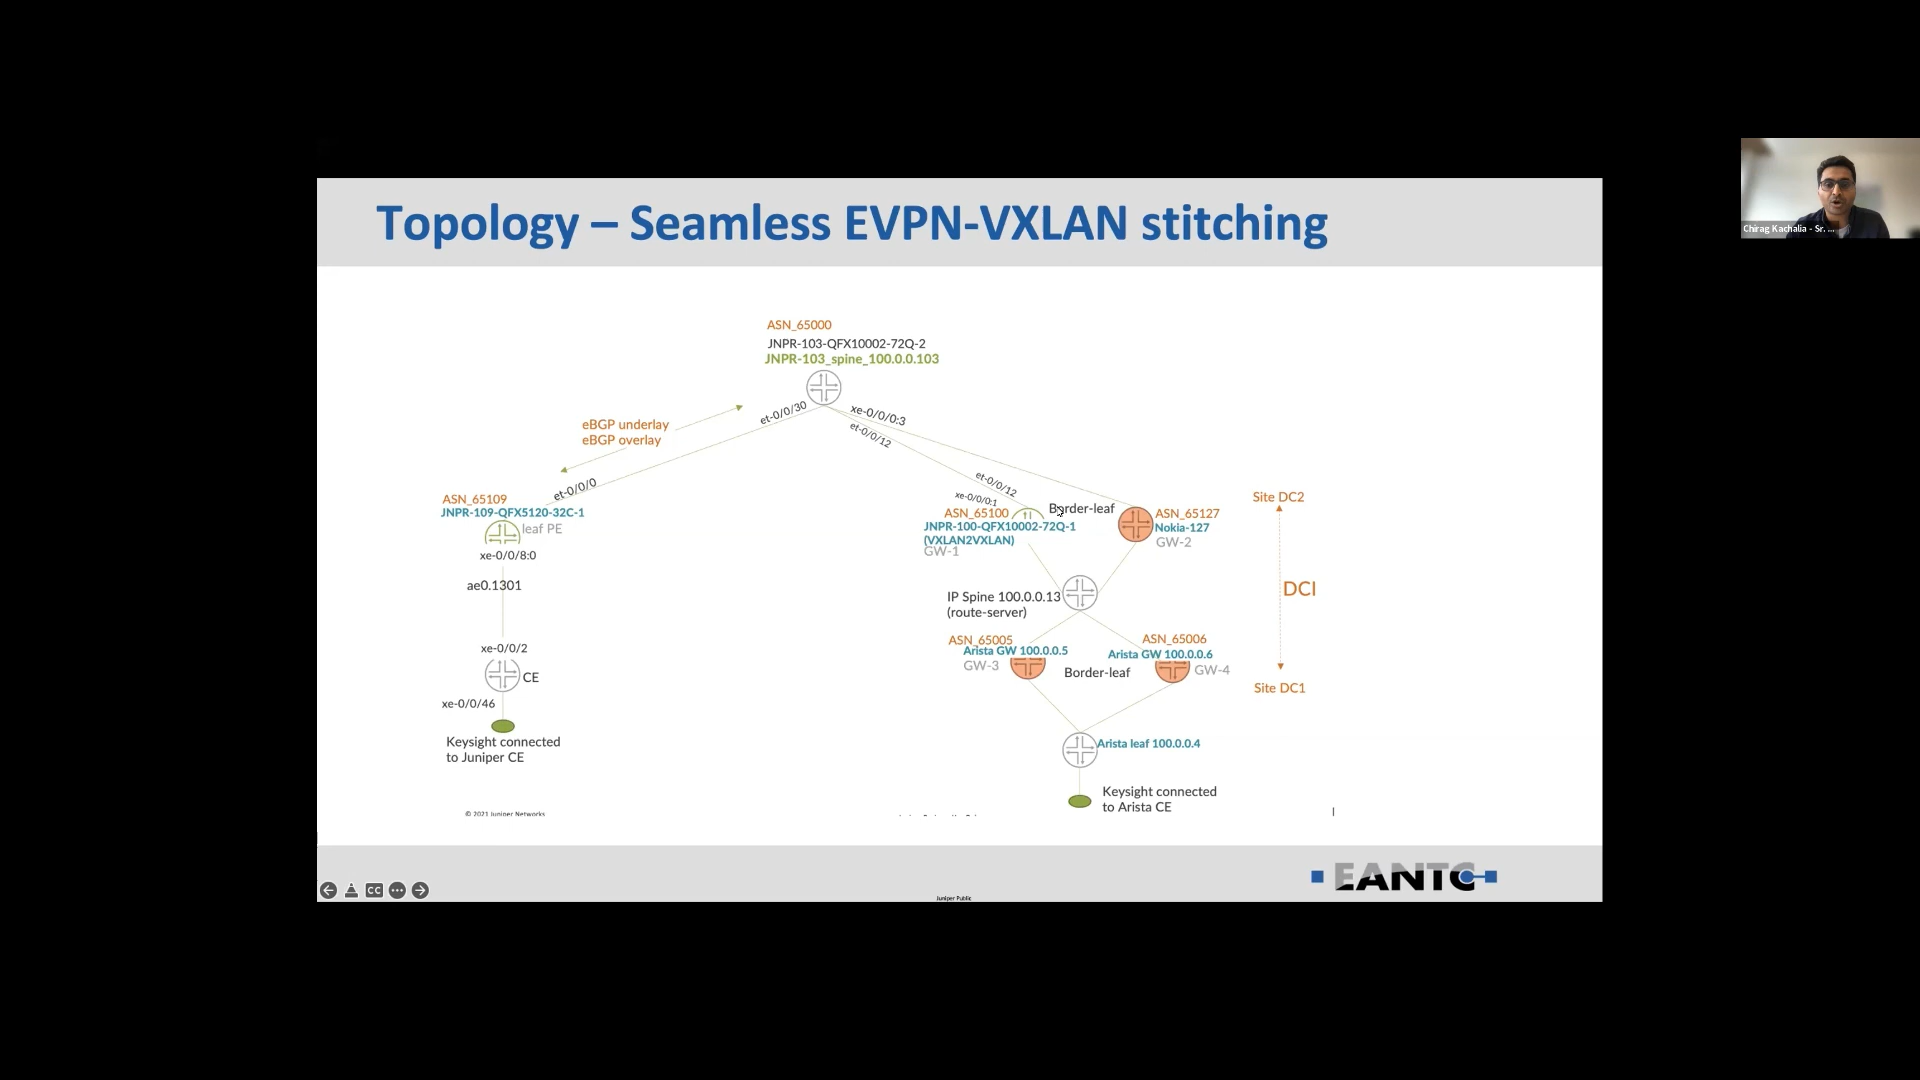 Topology – Seamless EVPN-VXLAN stitching
Chirag Kachalia - Sr. ...
ASN_65000
JNPR-103-QFX10002-72Q-2
JNPR-103_spine_100.0.0.103
et-0/0/30
xe-0/0/0:3
et-0/0/12
eBGP underlay
eBGP overlay
et-0/0/0
ASN_65109
JNPR-109-QFX5120-32C-1
leaf PE
xe-0/0/8:0
ae0.1301
xe-0/0/2
CE
xe-0/0/46
Keysight connected
to Juniper CE
et-0/0/12
xe-0/0/0:1
ASN_65100
Border-leaf
JNPR-100-QFX10002-72Q-1
(VXLAN2VXLAN)
GW-1
ASN_65127
Nokia-127
GW-2
IP Spine 100.0.0.13
(route-server)
ASN_65005
Arista GW 100.0.0.5
GW-3
Border-leaf
ASN_65006
Arista GW 100.0.0.6
GW-4
Arista leaf 100.0.0.4
Keysight connected
to Arista CE
Site DC2
DCI
Site DC1
© 2021 Juniper Networks
CC
EANTC
Juniper Public